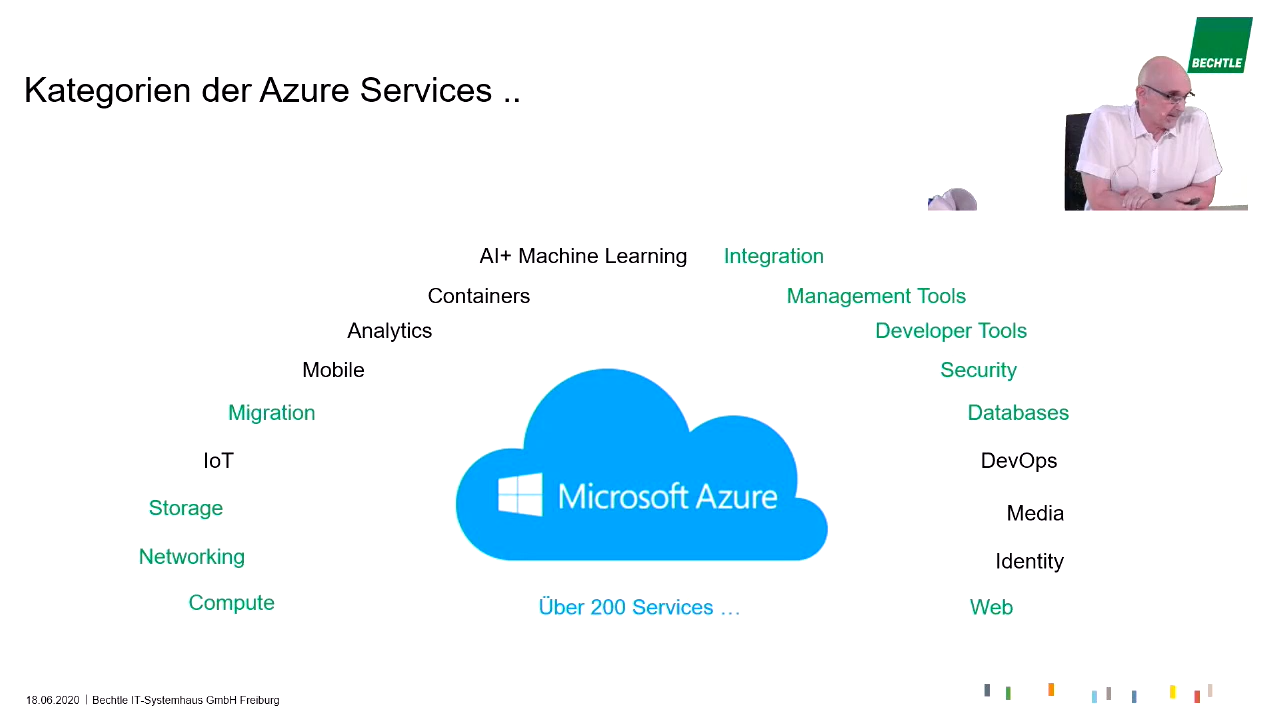 BECHTLE
Kategorien der Azure Services ..
AI+ Machine Learning
Integration
Containers
Management Tools
Analytics
Developer Tools
Mobile
Security
Migration
Databases
IoT
DevOps
Microsoft Azure
Storage
Media
Networking
Identity
Compute
Über 200 Services …
Web
18.06.2020 | Bechtle IT-Systemhaus GmbH Freiburg